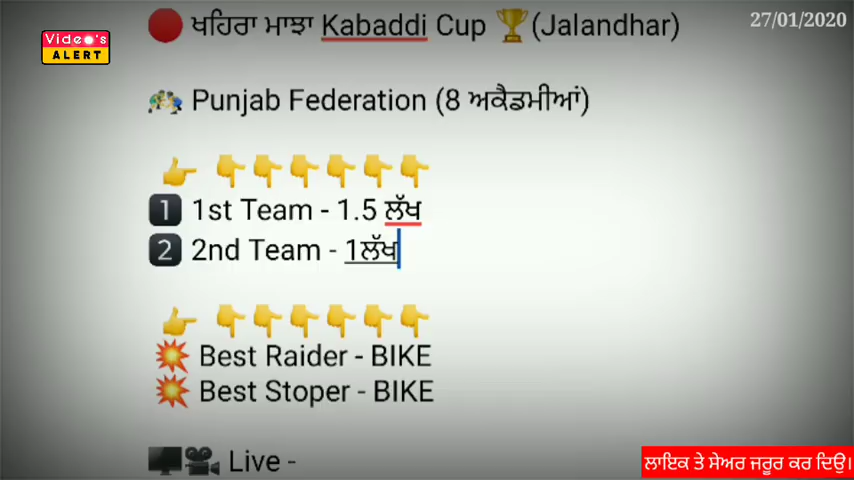 🔴 ਖਹਿਰਾ ਮਾਝਾ Kabaddi Cup 🏆(Jalandhar)
27/01/2020
Video's
ALERT
Punjab Federation (8 ਅਕੈਡਮੀਆਂ)
👉 👇👇👇👇👇👇
1 1st Team - 1.5 ਲੱਖ
2 2nd Team - 1ਲੱਖ
👉 👇👇👇👇👇👇
💥 Best Raider - BIKE
💥 Best Stoper - BIKE
🖥🎥 Live -
ਲਾਇਕ ਤੇ ਸੇਅਰ ਜਰੂਰ ਕਰ ਦਿਉ।